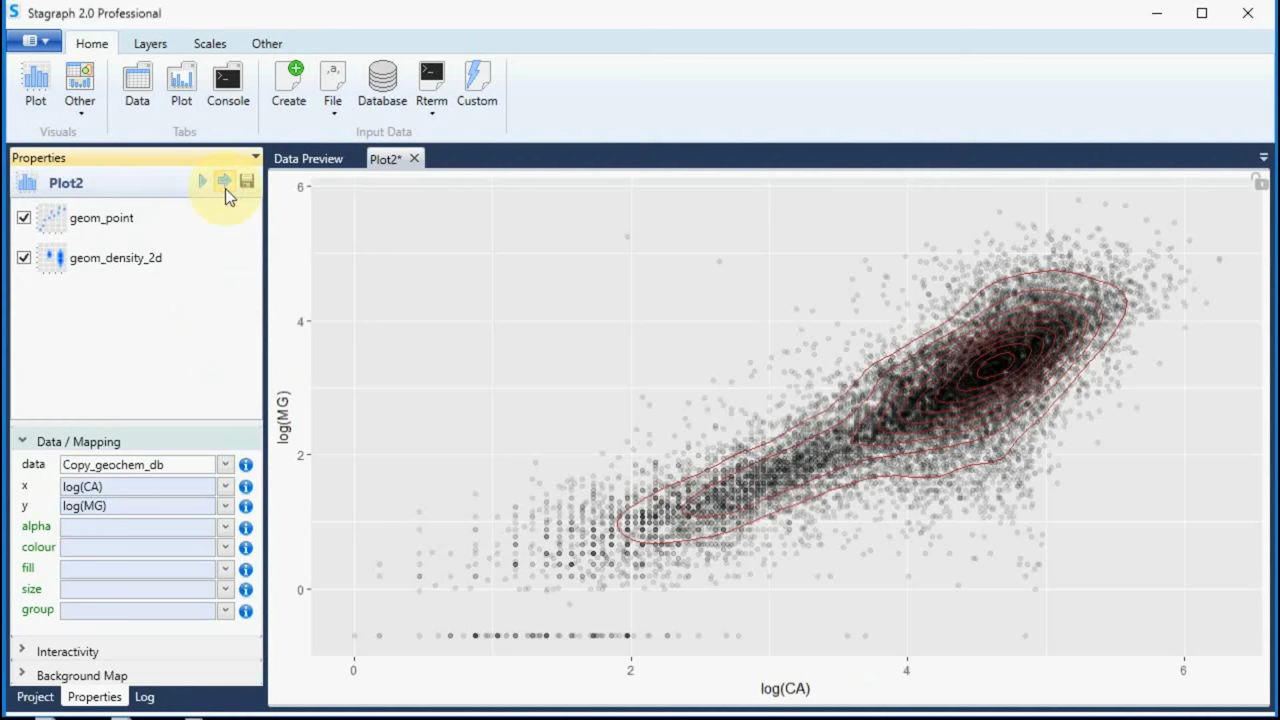 S Stagraph 2.0 Professional
Home Layers Scales Other
Plot Other Data Plot Console Create File Database Rterm Custom
Visuals Tabs Input Data
Properties
Data Preview Plot2*
Plot2
geom_point
geom_density_2d
Data / Mapping
data Copy_geochem_db
x log(CA)
y log(MG)
alpha
colour
fill
size
group
Interactivity
Background Map
Project Properties Log
6
4
2
0
log(MG)
0 2 4 6
log(CA)